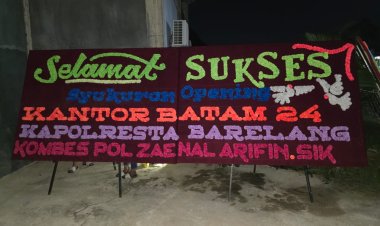 Selamat SUKSES
Syukuran Opening
KANTOR BATAM 24
KAPOLRESTA BARELANG
KOMBES POL ZAENAL ARIFIN.SIK